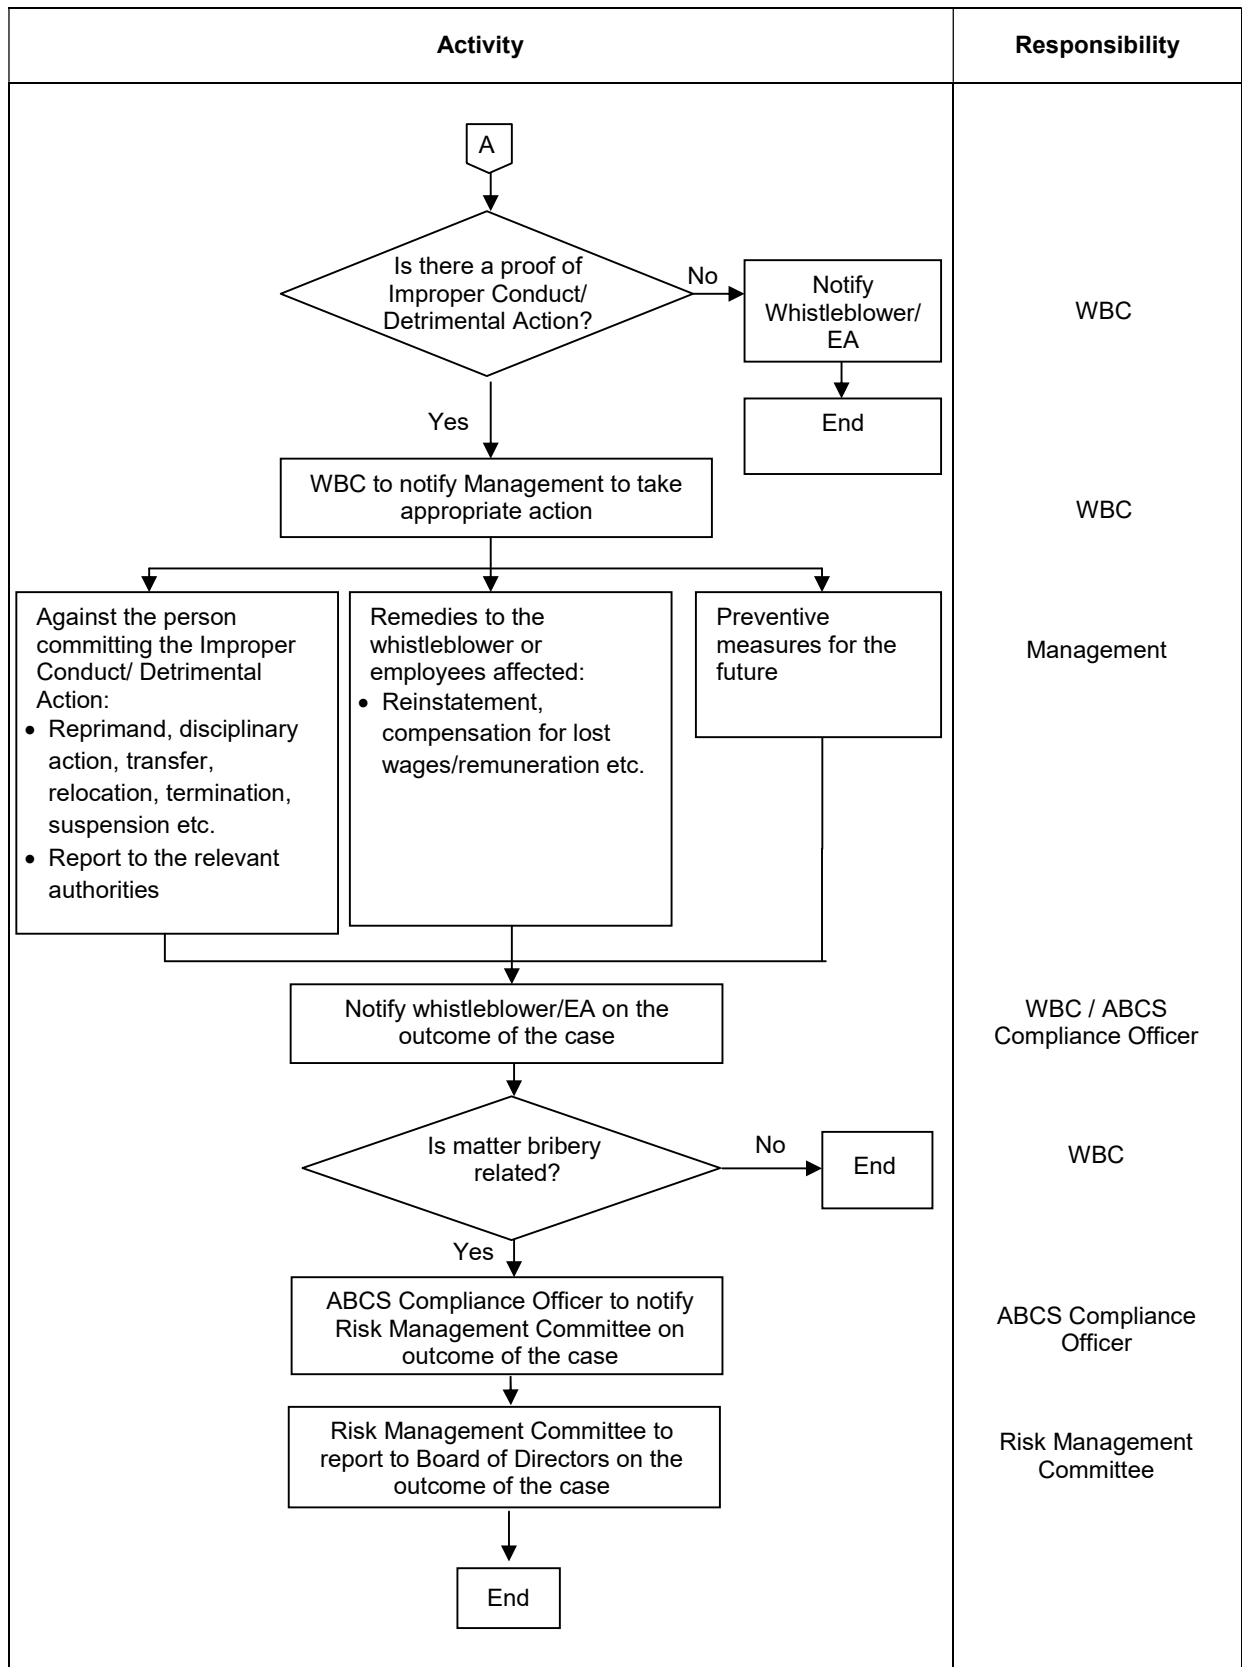 Activity
Responsibility
A
Is there a proof of
Improper Conduct/
Detrimental Action?
No
Notify
Whistleblower/
EA
WBC
End
Yes
WBC to notify Management to take
appropriate action
WBC
Against the person
committing the Improper
Conduct/ Detrimental
Action:
• Reprimand, disciplinary
action, transfer,
relocation, termination,
suspension etc.
• Report to the relevant
authorities
Remedies to the
whistleblower or
employees affected:
• Reinstatement,
compensation for lost
wages/remuneration etc.
Preventive
measures for the
future
Management
Notify whistleblower/EA on the
outcome of the case
WBC / ABCS
Compliance Officer
Is matter bribery
related?
No
End
WBC
Yes
ABCS Compliance Officer to notify
Risk Management Committee on
outcome of the case
ABCS Compliance
Officer
Risk Management Committee to
report to Board of Directors on the
outcome of the case
Risk Management
Committee
End